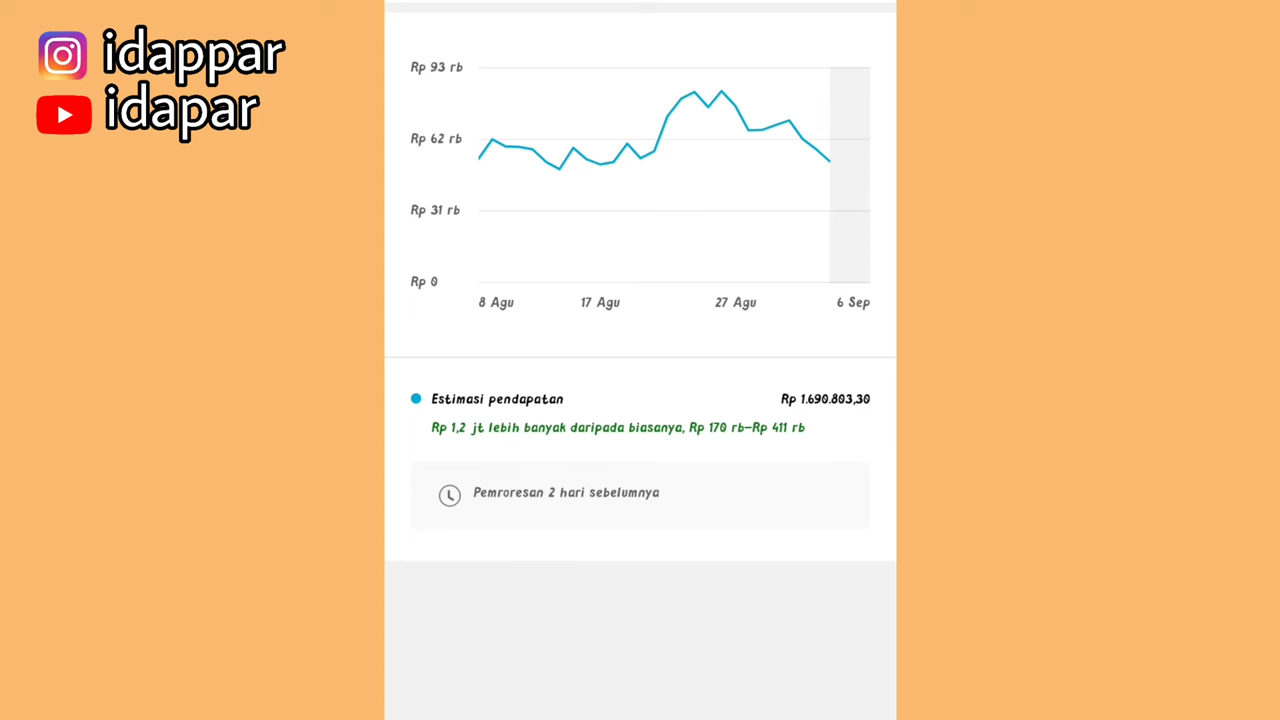 idappar
idapar
Rp 93 rb
Rp 62 rb
Rp 31 rb
Rp 0
8 Agu 17 Agu 27 Agu 6 Sep
Estimasi pendapatan Rp 1.690.803,30
Rp 1,2 jt lebih banyak daripada biasanya, Rp 170 rb–Rp 411 rb
Pemroresan 2 hari sebelumnya